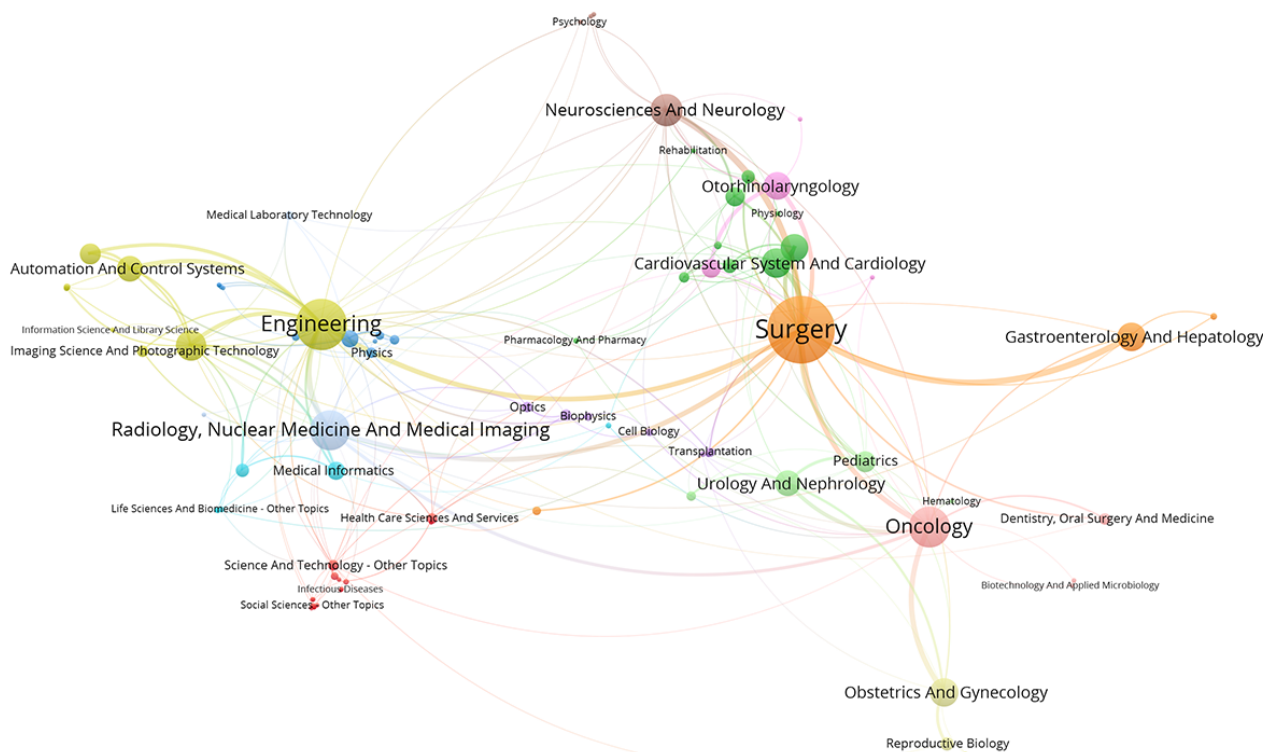 Psychology
Neurosciences And Neurology
Rehabilitation
Otorhinolaryngology
Medical Laboratory Technology
Physiology
Automation And Control Systems
Cardiovascular System And Cardiology
Engineering
Surgery
Information Science And Library Science
Gastroenterology And Hepatology
Pharmacology And Pharmacy
Imaging Science And Photographic Technology
Physics
Optics
Biophysics
Radiology, Nuclear Medicine And Medical Imaging
Cell Biology
Transplantation
Pediatrics
Medical Informatics
Urology And Nephrology
Hematology
Life Sciences And Biomedicine - Other Topics
Health Care Sciences And Services
Oncology
Dentistry, Oral Surgery And Medicine
Science And Technology - Other Topics
Biotechnology And Applied Microbiology
Infectious Diseases
Social Sciences - Other Topics
Obstetrics And Gynecology
Reproductive Biology